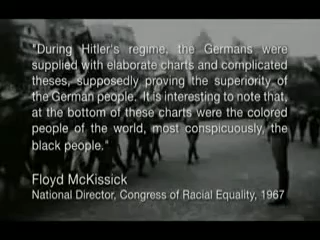 "During Hitler's regime, the Germans were
supplied with elaborate charts and complicated
theses, supposedly proving the superiority of
the German people.  It is interesting to note that,
at the bottom of these charts were the colored
people of the world, most conspicuously, the
black people."
Floyd McKissick
National Director, Congress of Racial Equality, 1967